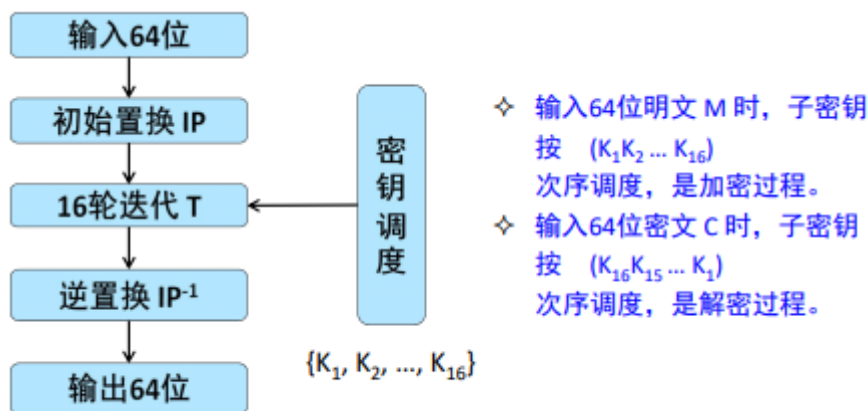 输入64位
初始置换 IP
16轮迭代 T
逆置换 IP⁻¹
输出64位
密钥调度
{K₁, K₂, ..., K₁₆}
✧ 输入64位明文 M 时，子密钥
按 (K₁K₂ ... K₁₆)
次序调度，是加密过程。
✧ 输入64位密文 C 时，子密钥
按 (K₁₆K₁₅ ... K₁)
次序调度，是解密过程。